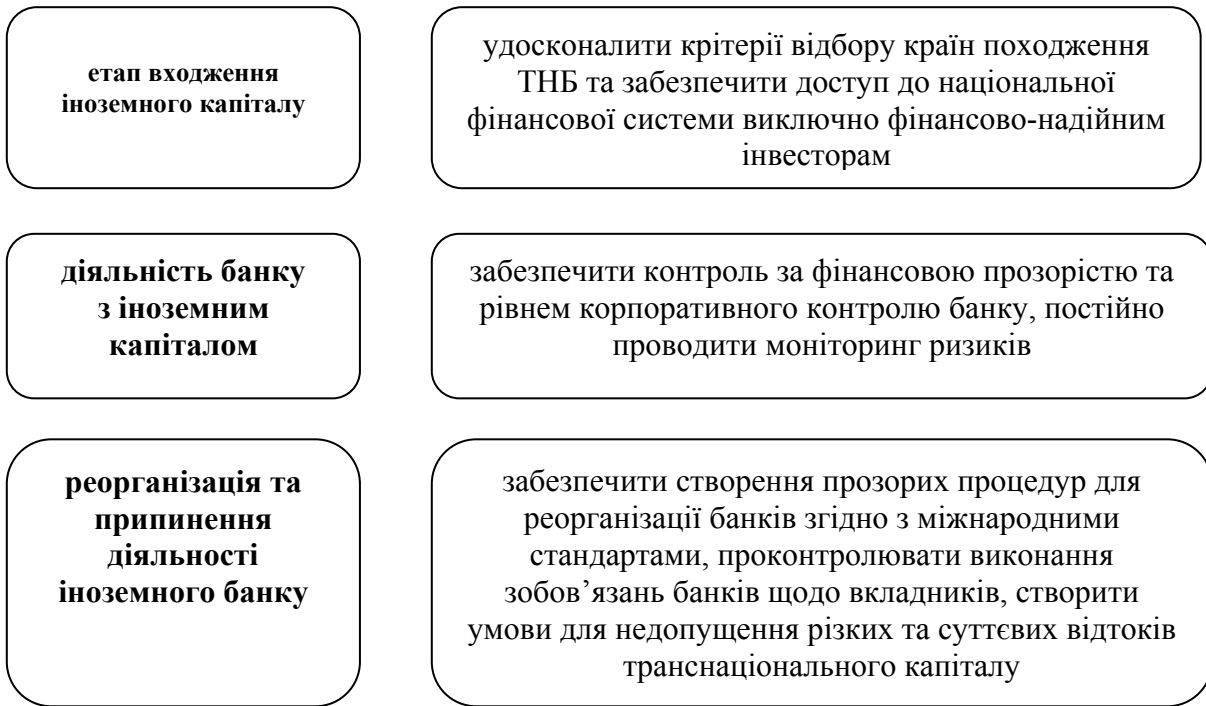 етап входження
іноземного капіталу
удосконалити крітерії відбору країн походження
ТНБ та забезпечити доступ до національної
фінансової системи виключно фінансово-надійним
інвесторам
діяльність банку
з іноземним
капіталом
забезпечити контроль за фінансовою прозорістю та
рівнем корпоративного контролю банку, постійно
проводити моніторинг ризиків
реорганізація та
припинення
діяльності
іноземного банку
забезпечити створення прозорих процедур для
реорганізації банків згідно з міжнародними
стандартами, проконтролювати виконання
зобов’язань банків щодо вкладників, створити
умови для недопущення різких та суттєвих відтоків
транснаціонального капіталу